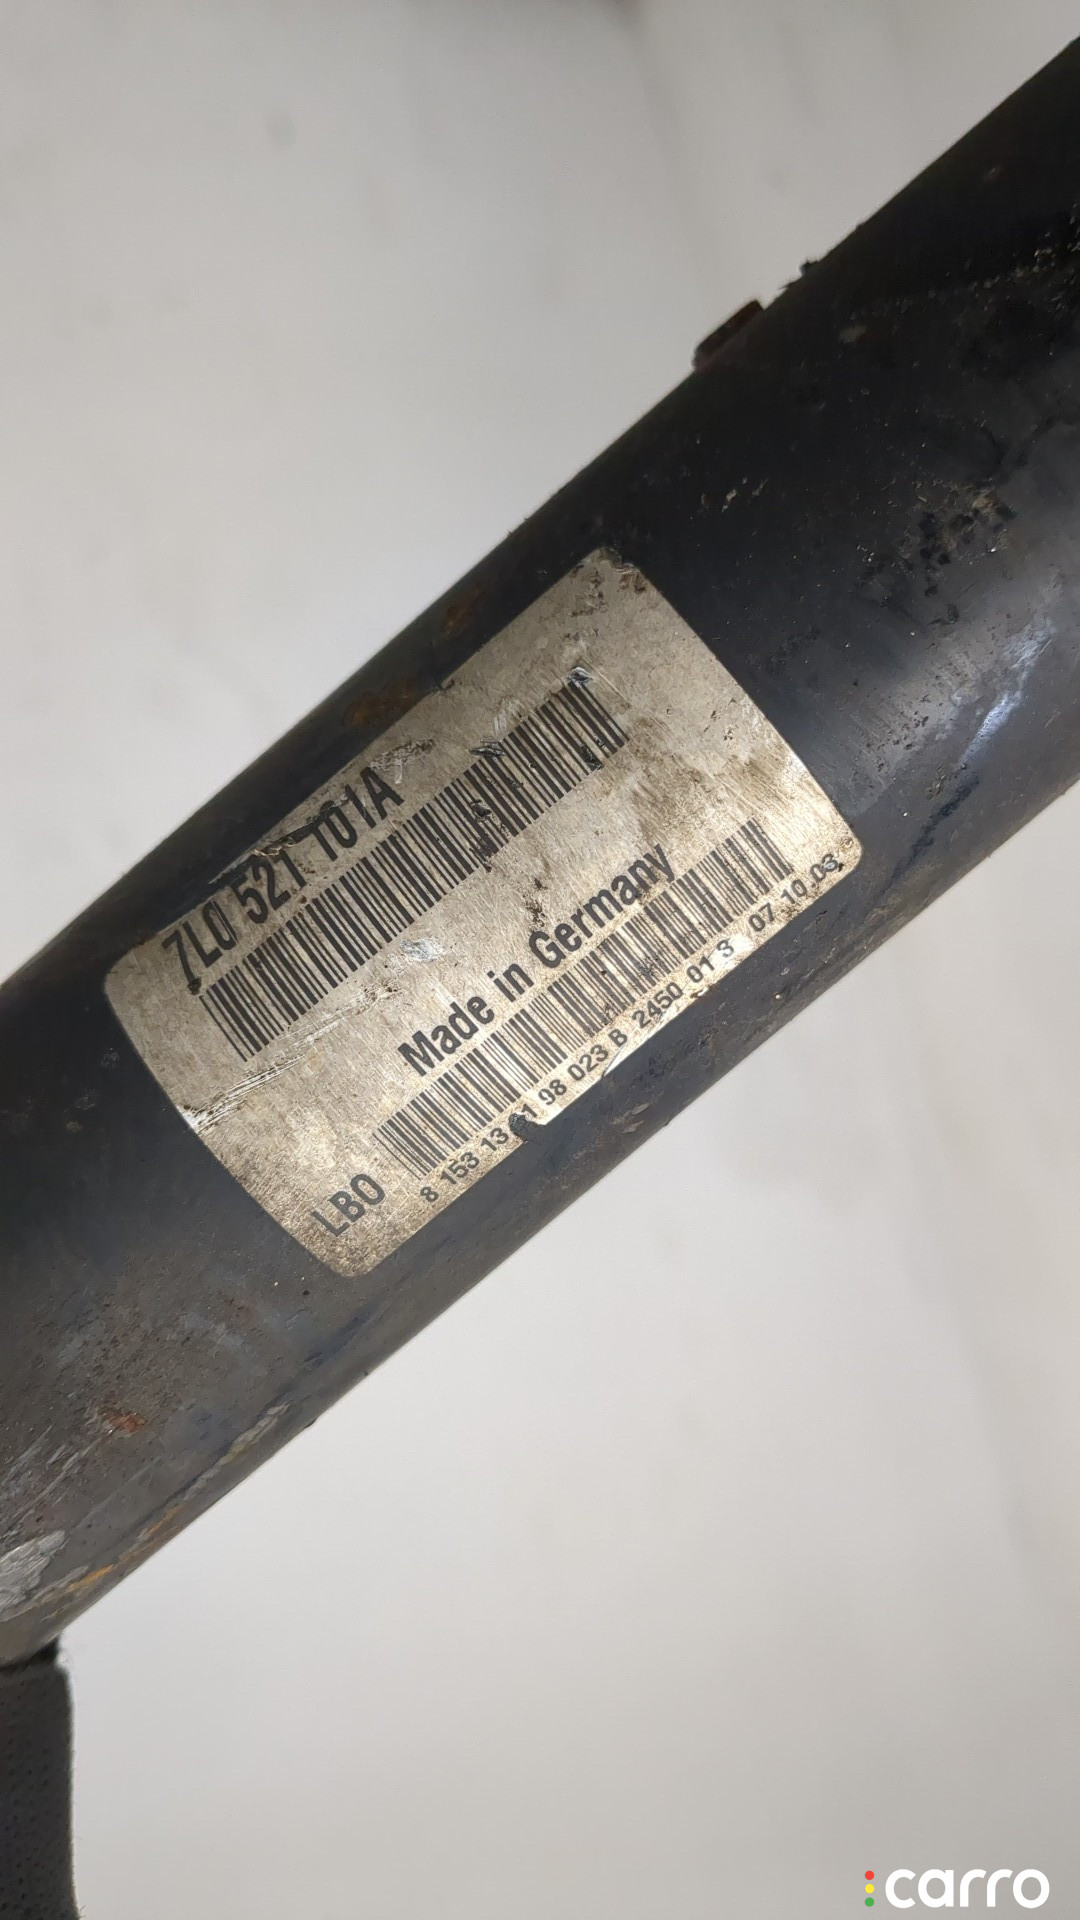 7L0 521 101A
Made in Germany
LBO
8 153 13 98 023 B 2450 01 3 07 10 03
carro